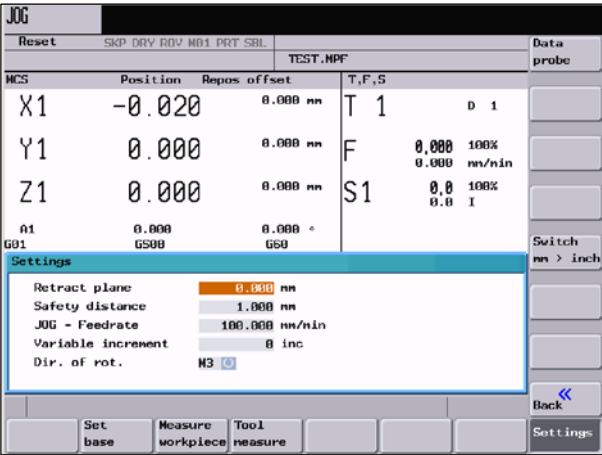 JOG
Reset SKP DRY ROV M01 PRT SBL
Data probe
TEST.MPF
MCS Position Repos offset T,F,S
X1 -0.020 0.000 mm T 1 D 1
Y1 0.000 0.000 mm F 0,000 100%
0.000 mm/min
Z1 0.000 0.000 mm S1 0,0 100%
0.0 I
A1 0.000 0.000 °
G01 G500 G60
Switch
mm > inch
Settings
Retract plane 0.000 mm
Safety distance 1.000 mm
JOG - Feedrate 100.000 mm/min
Variable increment 0 inc
Dir. of rot. M3
«
Back
Set base
Measure workpiece
Tool measure
Settings